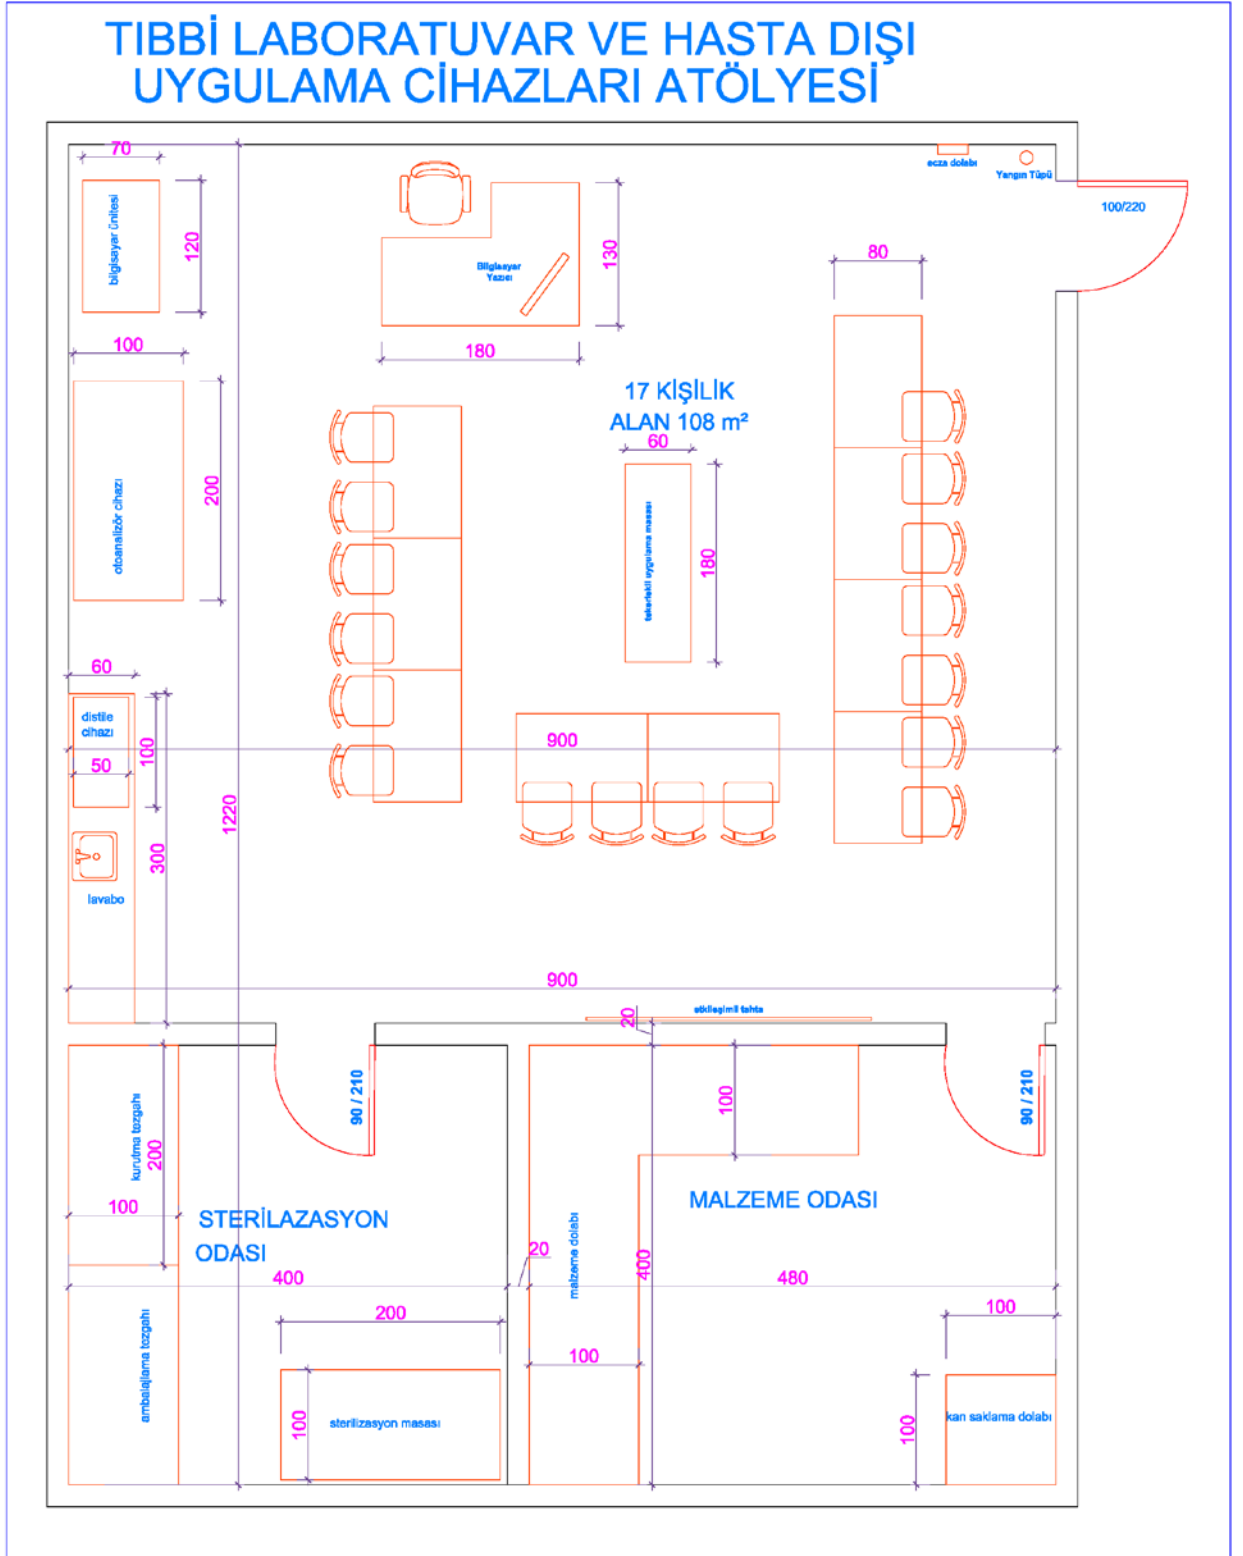 TIBBİ LABORATUVAR VE HASTA DIŞI
UYGULAMA CİHAZLARI ATÖLYESİ
70
bilgisayar ünitesi
120
Bilgisayar
Yazıcı
130
180
ecza dolabı
Yangın Tüpü
100/220
80
100
otoanalizör cihazı
200
17 KİŞİLİK
ALAN 108 m²
60
tekerlekli uygulama masası
180
60
distile
cihazı
50
100
300
lavabo
900
1220
900
etkileşimli tahta
20
90 / 210
90 / 210
kurutma tezgahı
200
100
100
STERİLAZASYON
ODASI
MALZEME ODASI
malzeme dolabı
20
400
400
480
ambalajlama tezgahı
200
100
sterilizasyon masası
100
100
100
kan saklama dolabı